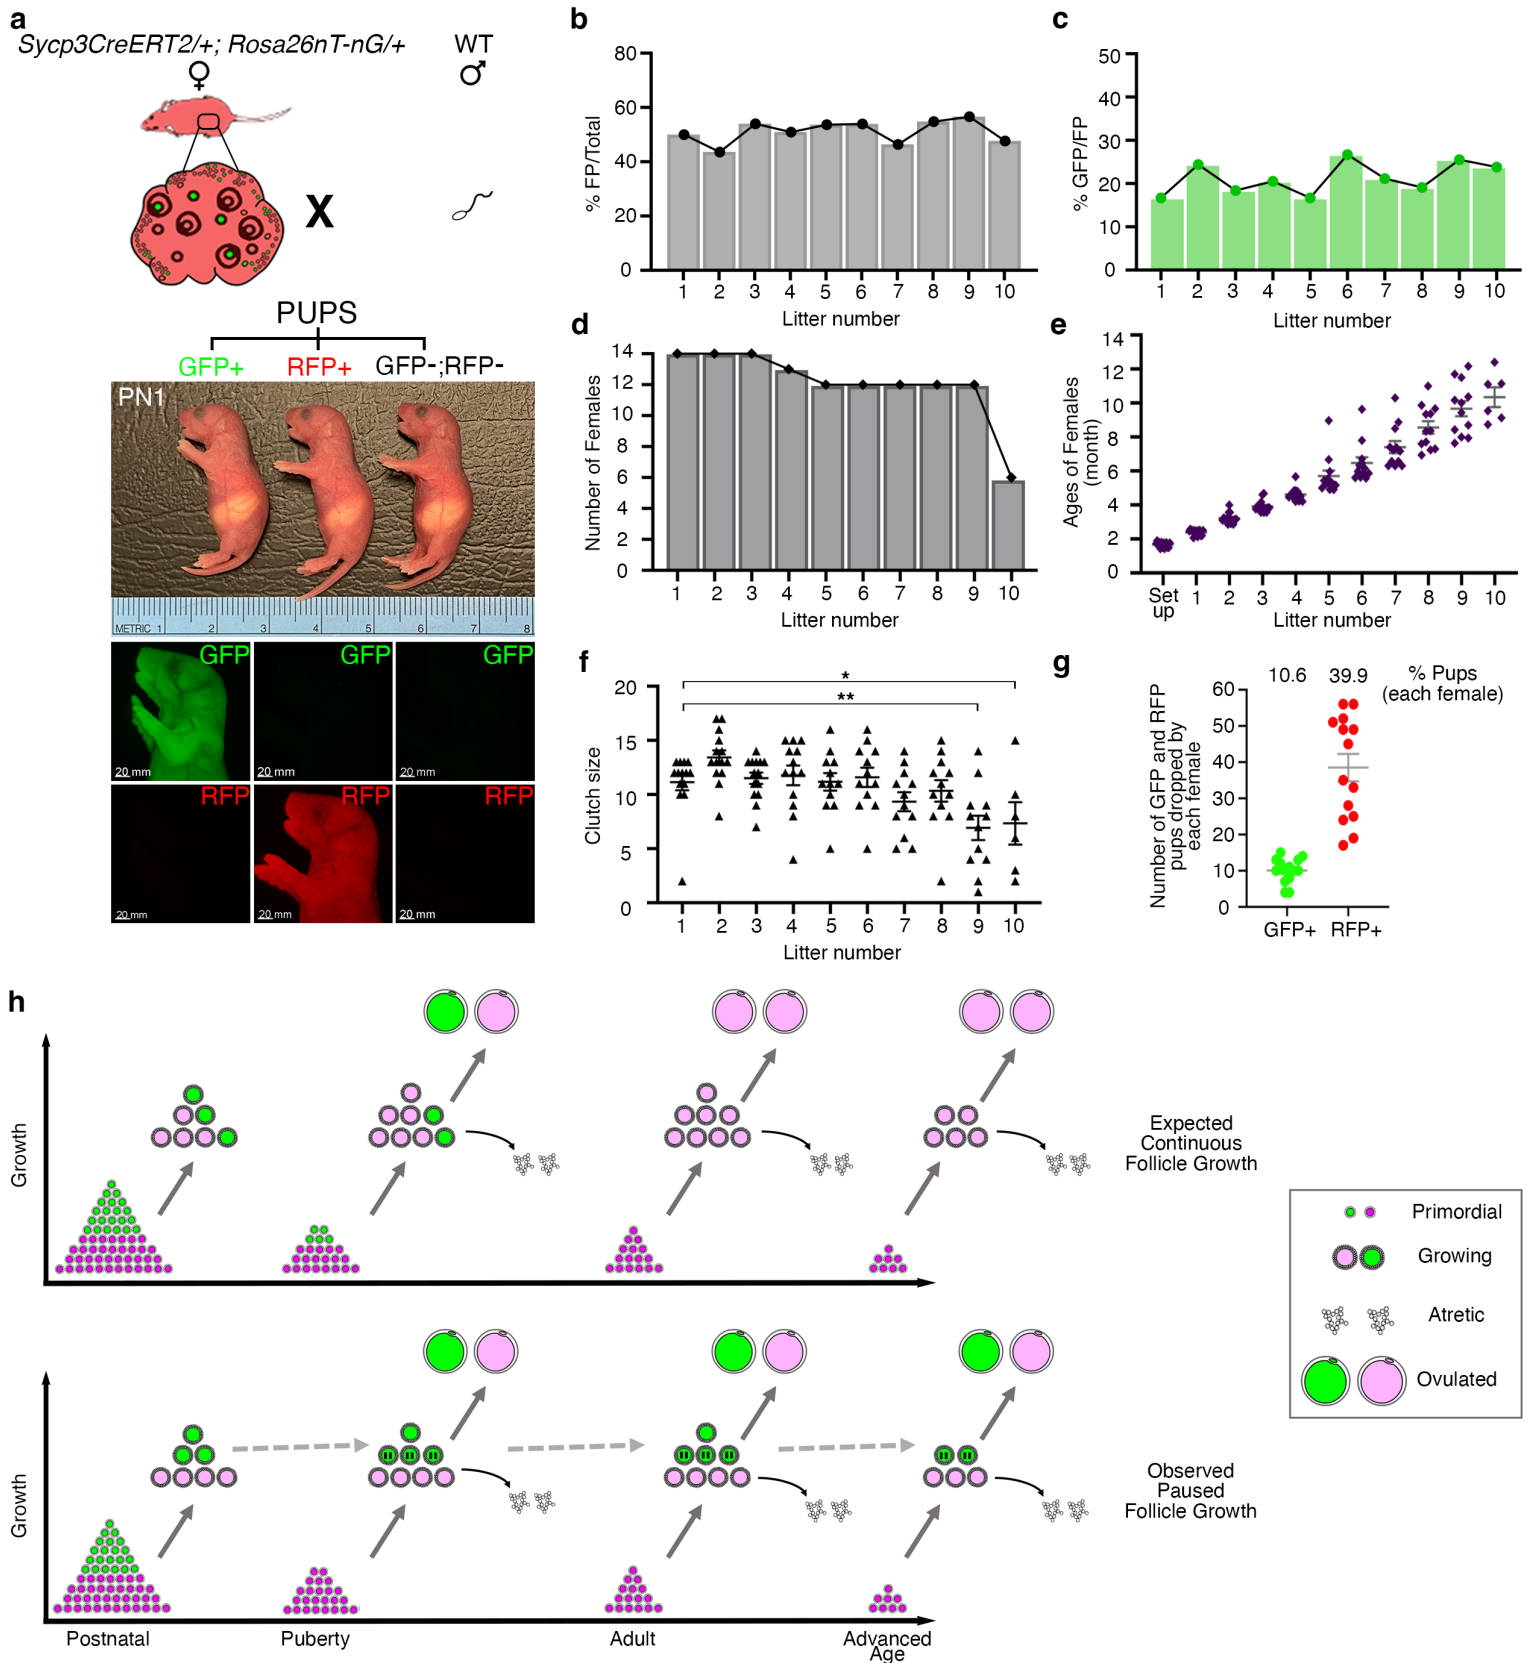 a
Sycp3CreERT2/+; Rosa26nT-nG/+
WT
♀
♂
X
PUPS
GFP+
RFP+
GFP-;RFP-
PN1
METRIC 1 2 3 4 5 6 7 8
GFP
GFP
GFP
20 mm
20 mm
20 mm
RFP
RFP
RFP
20 mm
20 mm
20 mm
b
% FP/Total
80
60
40
20
0
1 2 3 4 5 6 7 8 9 10
Litter number
c
% GFP/FP
50
40
30
20
10
0
1 2 3 4 5 6 7 8 9 10
Litter number
d
Number of Females
14
12
10
8
6
4
2
0
1 2 3 4 5 6 7 8 9 10
Litter number
e
Ages of Females
(month)
14
12
10
8
6
4
2
0
Set
up
1 2 3 4 5 6 7 8 9 10
Litter number
f
Clutch size
20
15
10
5
0
*
**
1 2 3 4 5 6 7 8 9 10
Litter number
g
Number of GFP and RFP
pups dropped by
each female
10.6 39.9
% Pups
(each female)
60
50
40
30
20
10
0
GFP+ RFP+
h
Growth
Expected
Continuous
Follicle Growth
Growth
Observed
Paused
Follicle Growth
Postnatal
Puberty
Adult
Advanced
Age
Primordial
Growing
Atretic
Ovulated